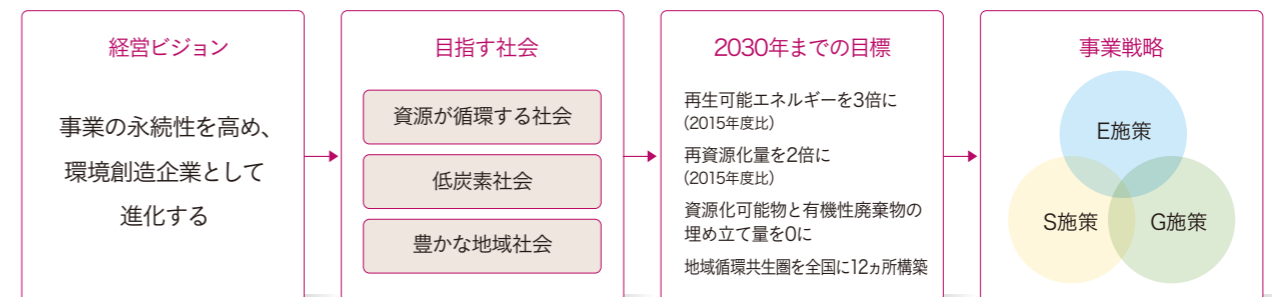 経営ビジョン
事業の永続性を高め、
環境創造企業として
進化する
目指す社会
資源が循環する社会
低炭素社会
豊かな地域社会
2030年までの目標
再生可能エネルギーを3倍に
(2015年度比)
再資源化量を2倍に
(2015年度比)
資源化可能物と有機性廃棄物の
埋め立て量を0に
地域循環共生圏を全国に12ヵ所構築
事業戦略
E施策
S施策
G施策